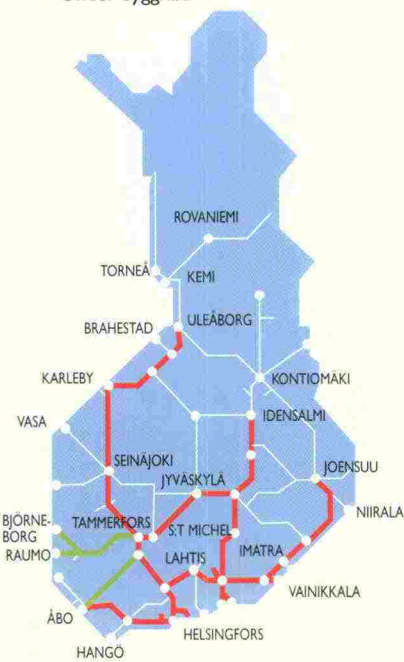 ROVANIEMI
TORNEÅ
KEMI
BRAHESTAD
ULEÅBORG
KARLEBY
KONTIOMÄKI
IDENSALMI
VASA
SEINÄJOKI
JOENSUU
JYVÄSKYLÄ
NIIRALA
BJÖRNE-
BORG
TAMMERFORS
S:T MICHEL
RAUMO
LAHTIS
IMATRA
VAINIKKALA
ÅBO
HELSINGFORS
HANGÖ